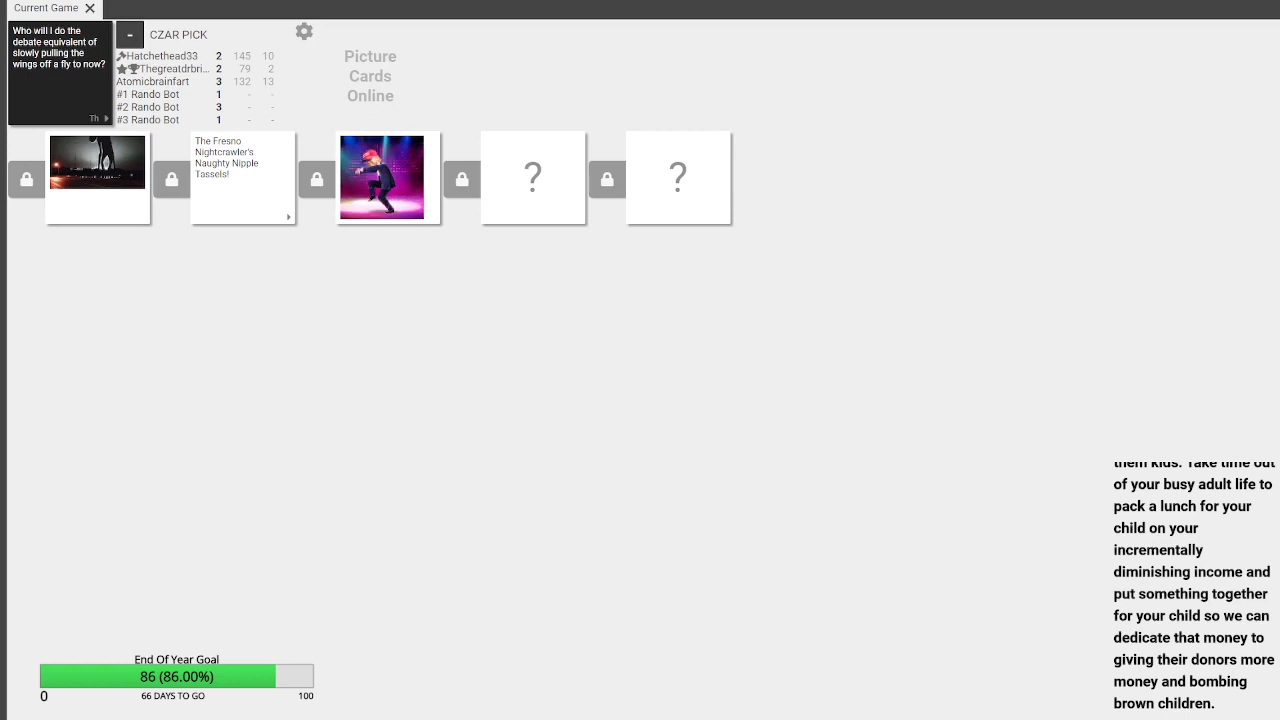 Current Game
Who will I do the
debate equivalent of
slowly pulling the
wings off a fly to now?
Th
-
CZAR PICK
Hatchethead33 2 145 10
Thegreatdrbri... 2 79 2
Atomicbrainfart 3 132 13
#1 Rando Bot 1 - -
#2 Rando Bot 3 - -
#3 Rando Bot 1 - -
Picture
Cards
Online
The Fresno
Nightcrawler's
Naughty Nipple
Tassels!
?
?
them kids. Take time out
of your busy adult life to
pack a lunch for your
child on your
incrementally
diminishing income and
put something together
for your child so we can
dedicate that money to
giving their donors more
money and bombing
brown children.
End Of Year Goal
86 (86.00%)
0
66 DAYS TO GO
100